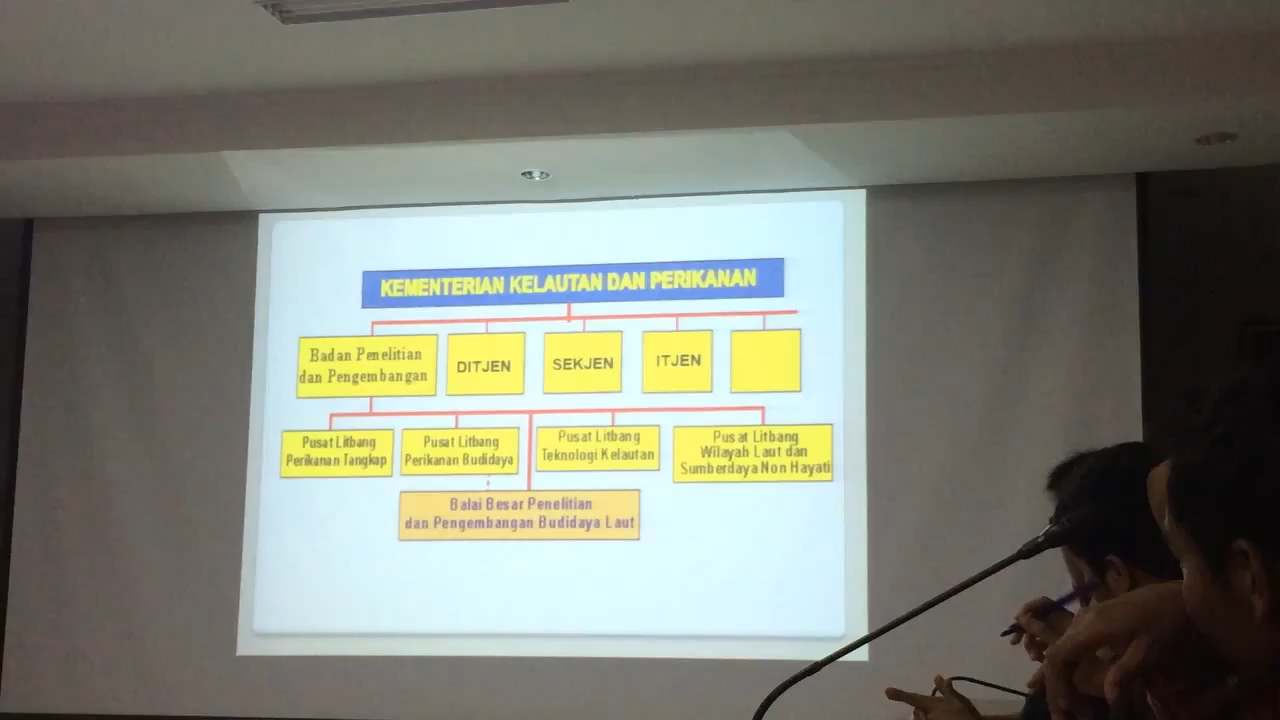 KEMENTERIAN KELAUTAN DAN PERIKANAN
Badan Penelitian
dan Pengembangan
DITJEN
SEKJEN
ITJEN
Pusat Litbang
Perikanan Tangkap
Pusat Litbang
Perikanan Budidaya
Pusat Litbang
Teknologi Kelautan
Pusat Litbang
Wilayah Laut dan
Sumberdaya Non Hayati
Balai Besar Penelitian
dan Pengembangan Budidaya Laut